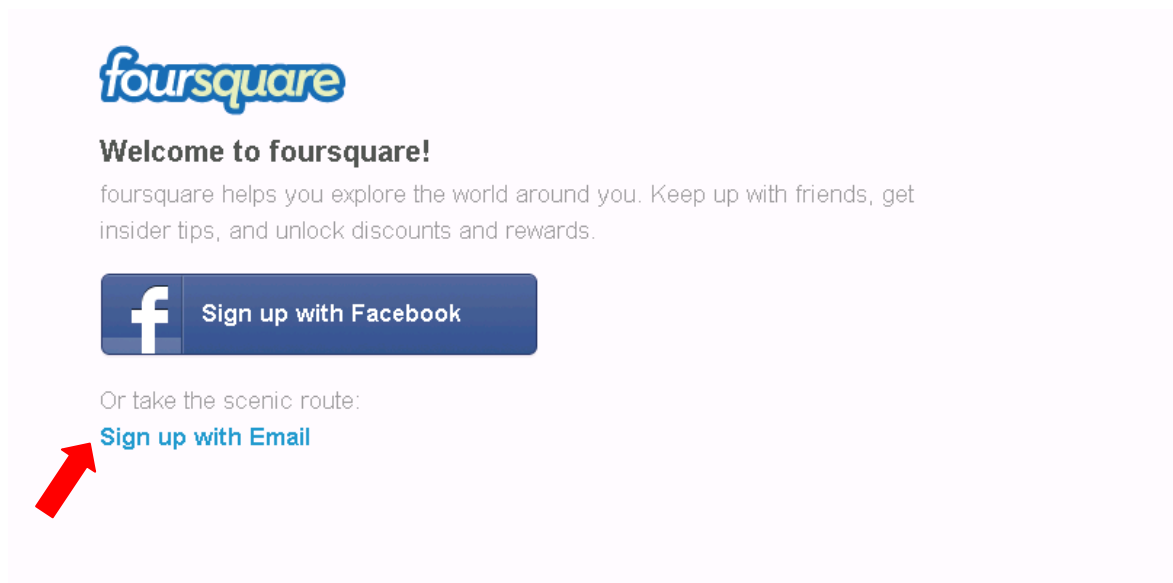 foursquare
Welcome to foursquare!
foursquare helps you explore the world around you. Keep up with friends, get
insider tips, and unlock discounts and rewards.
f
Sign up with Facebook
Or take the scenic route:
Sign up with Email